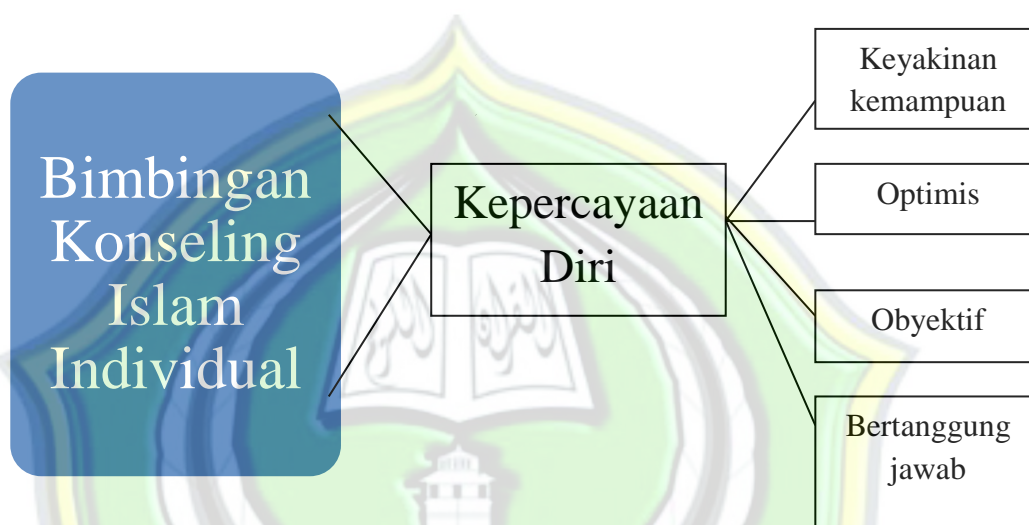 Bimbingan
Konseling
Islam
Individual
Kepercayaan
Diri
Keyakinan
kemampuan
Optimis
Obyektif
Bertanggung
jawab